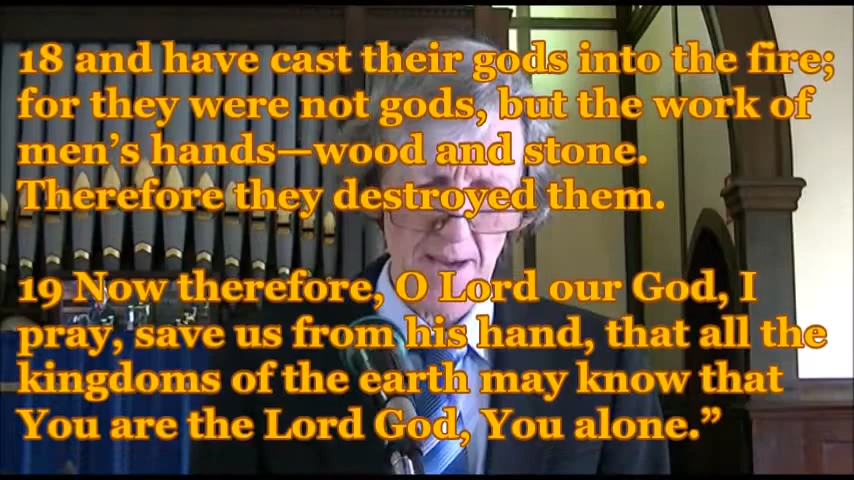 18 and have cast their gods into the fire;
for they were not gods, but the work of
men’s hands—wood and stone.
Therefore they destroyed them.
19 Now therefore, O Lord our God, I
pray, save us from his hand, that all the
kingdoms of the earth may know that
You are the Lord God, You alone.”